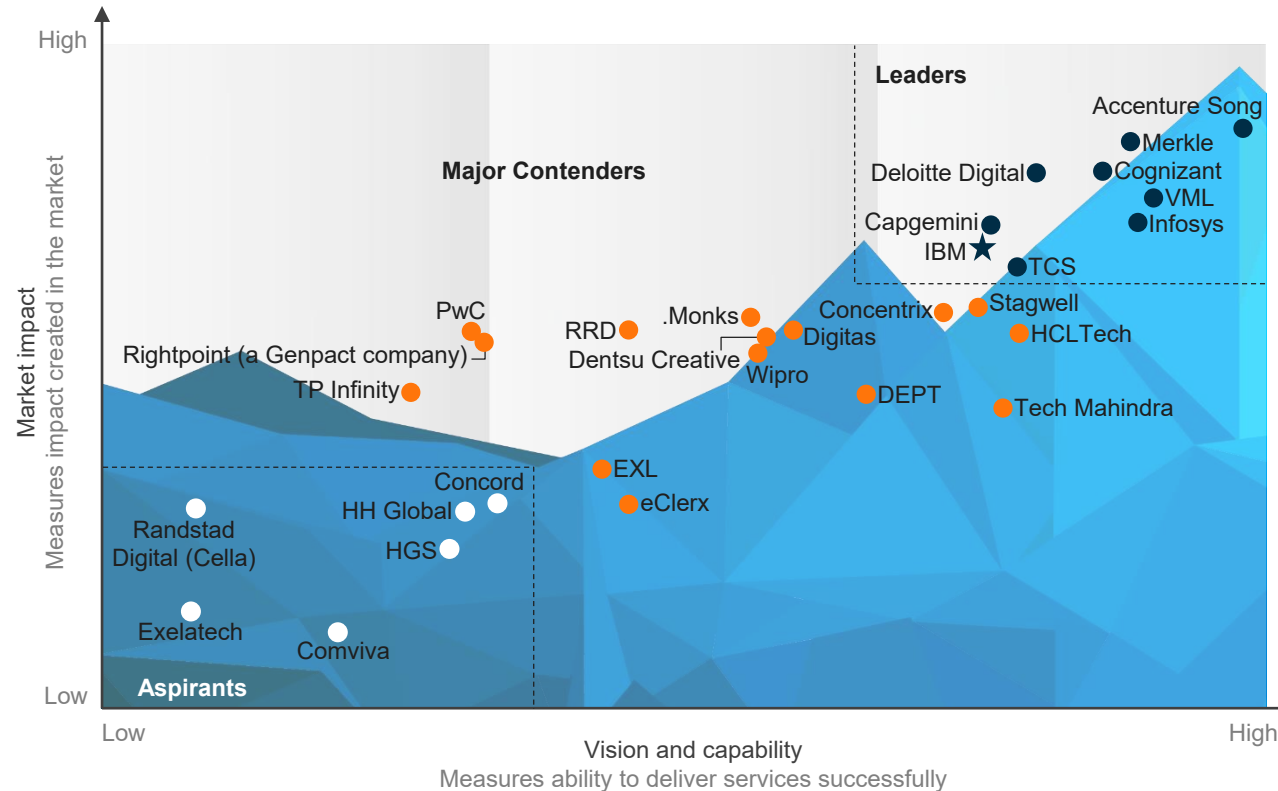 High
Leaders
Accenture Song
Merkle
Major Contenders
Deloitte Digital
Cognizant
VML
Capgemini
Infosys
IBM
TCS
PwC
Stagwell
Concentrix
.Monks
RRD
HCLTech
Digitas
Rightpoint (a Genpact company)
Dentsu Creative
Wipro
TP Infinity
DEPT
Tech Mahindra
EXL
Concord
eClerx
HH Global
Randstad
Digital (Cella)
HGS
Exelatech
Comviva
Aspirants
Low
Market impact
Measures impact created in the market
Low
High
Vision and capability
Measures ability to deliver services successfully